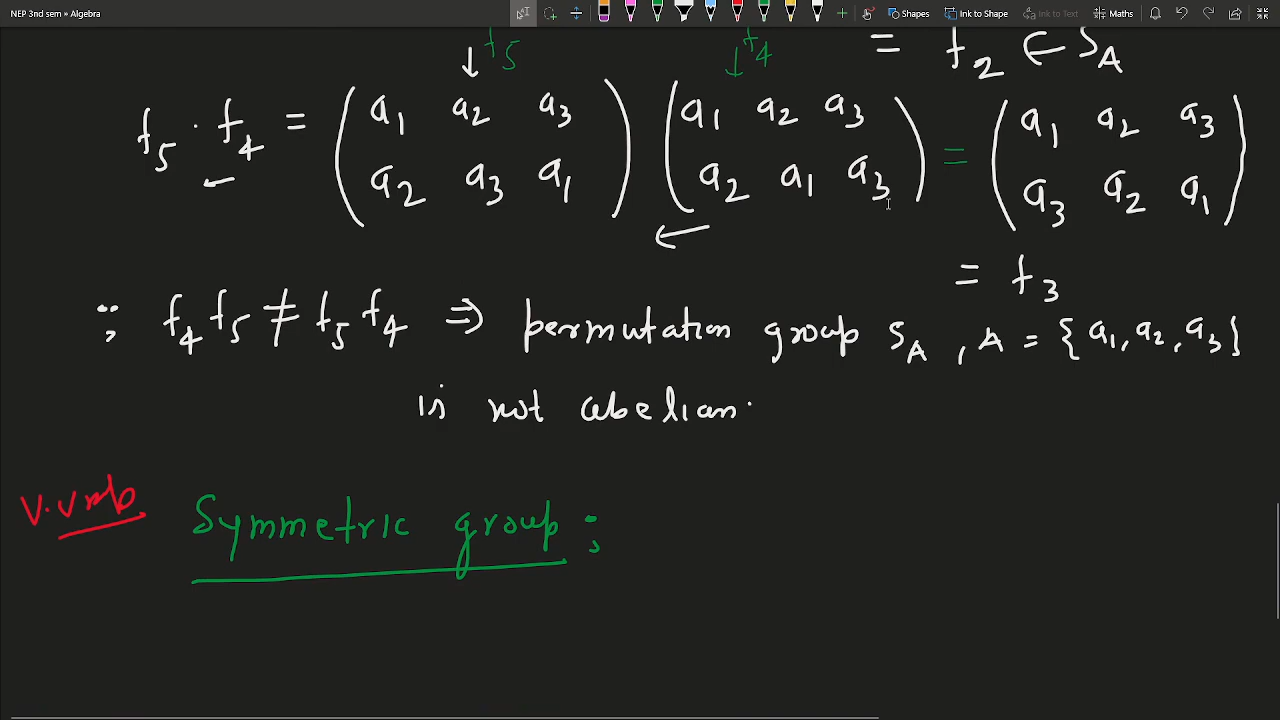 NEP 3rd sem » Algebra
Shapes Ink to Shape Ink to Text Maths
↓ f5 ↓ f4 = f2 ∈ SA
f5 · f4 = ( a1 a2 a3 ) ( a1 a2 a3 ) = ( a1 a2 a3 )
( a2 a3 a1 ) ( a2 a1 a3 ) ( a3 a2 a1 )
← ←
= f3
∵ f4 f5 ≠ f5 f4 ⇒ permutation group SA, A = {a1, a2, a3}
is not abelian.
V.V Imp Symmetric group :